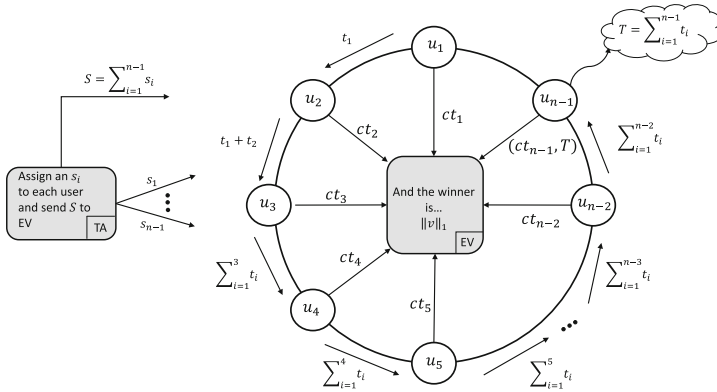 S = ∑_{i=1}^{n-1} s_i
Assign an s_i
to each user
and send S to
EV
TA
s_1
s_{n-1}
t_1
t_1 + t_2
∑_{i=1}^{3} t_i
∑_{i=1}^{4} t_i
∑_{i=1}^{5} t_i
∑_{i=1}^{n-3} t_i
∑_{i=1}^{n-2} t_i
T = ∑_{i=1}^{n-1} t_i
u_1
u_2
u_3
u_4
u_5
u_{n-2}
u_{n-1}
ct_1
ct_2
ct_3
ct_4
ct_5
ct_{n-2}
(ct_{n-1}, T)
And the winner
is...
‖v‖_1
EV